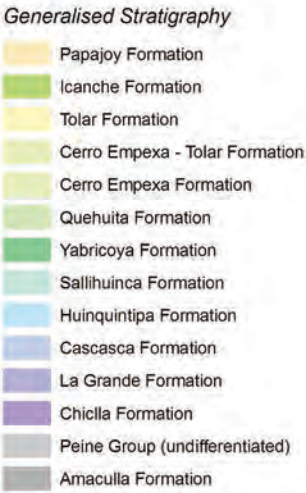 Generalised Stratigraphy
Papajoy Formation
Icanche Formation
Tolar Formation
Cerro Empexa - Tolar Formation
Cerro Empexa Formation
Quehuita Formation
Yabricoya Formation
Sallihuinca Formation
Huinquintipa Formation
Cascasca Formation
La Grande Formation
Chiclla Formation
Peine Group (undifferentiated)
Amaculla Formation